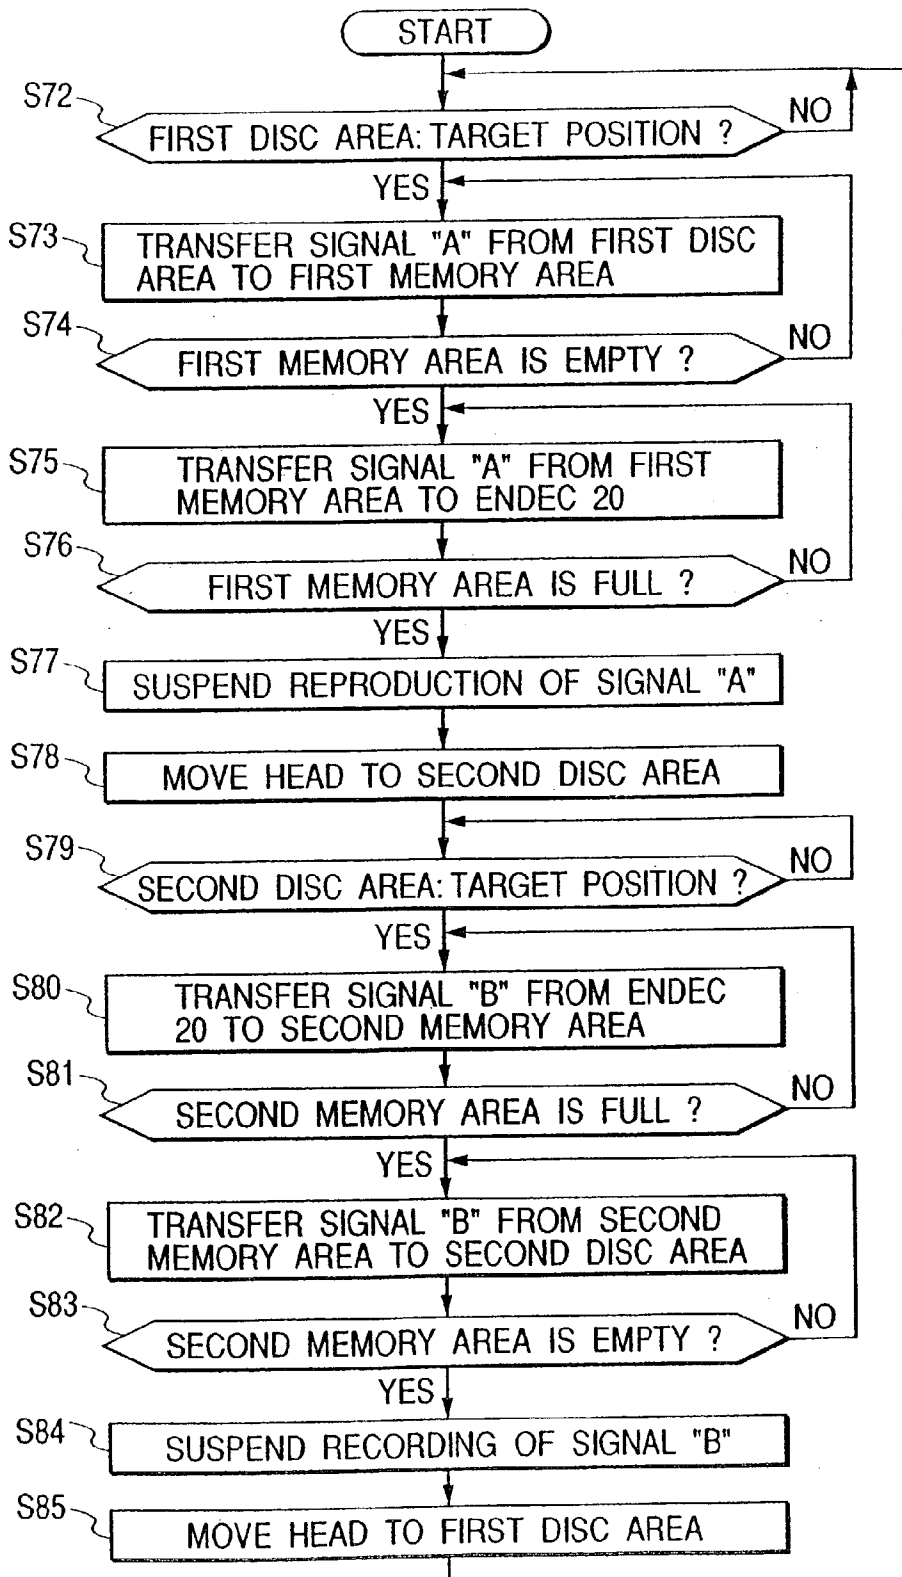 START
S72
FIRST DISC AREA: TARGET POSITION ?
NO
YES
S73
TRANSFER SIGNAL "A" FROM FIRST DISC
AREA TO FIRST MEMORY AREA
S74
FIRST MEMORY AREA IS EMPTY ?
NO
YES
S75
TRANSFER SIGNAL "A" FROM FIRST
MEMORY AREA TO ENDEC 20
S76
FIRST MEMORY AREA IS FULL ?
NO
YES
S77
SUSPEND REPRODUCTION OF SIGNAL "A"
S78
MOVE HEAD TO SECOND DISC AREA
S79
SECOND DISC AREA: TARGET POSITION ?
NO
YES
S80
TRANSFER SIGNAL "B" FROM ENDEC
20 TO SECOND MEMORY AREA
S81
SECOND MEMORY AREA IS FULL ?
NO
YES
S82
TRANSFER SIGNAL "B" FROM SECOND
MEMORY AREA TO SECOND DISC AREA
S83
SECOND MEMORY AREA IS EMPTY ?
NO
YES
S84
SUSPEND RECORDING OF SIGNAL "B"
S85
MOVE HEAD TO FIRST DISC AREA